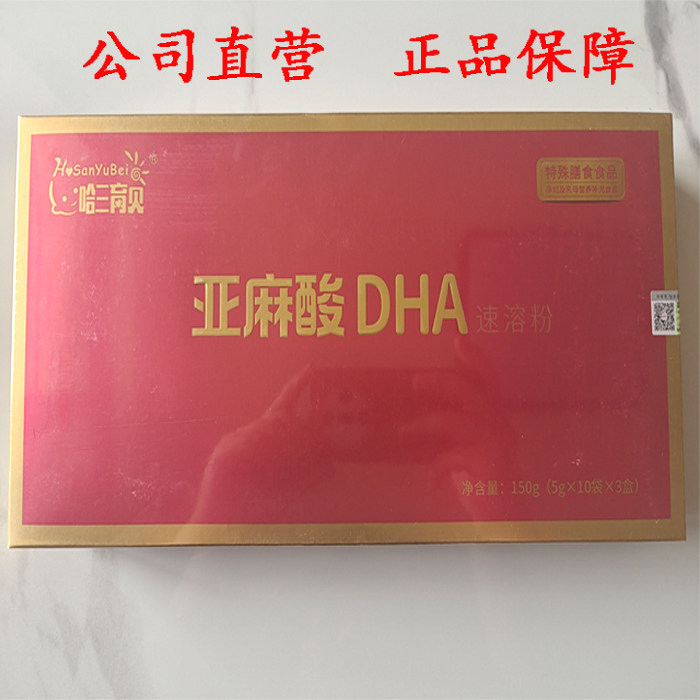 公司直营 正品保障
HaSanYuBei
哈三育贝
特殊膳食食品
亚麻酸DHA 速溶粉
净含量：150g（5g×10袋×3盒）